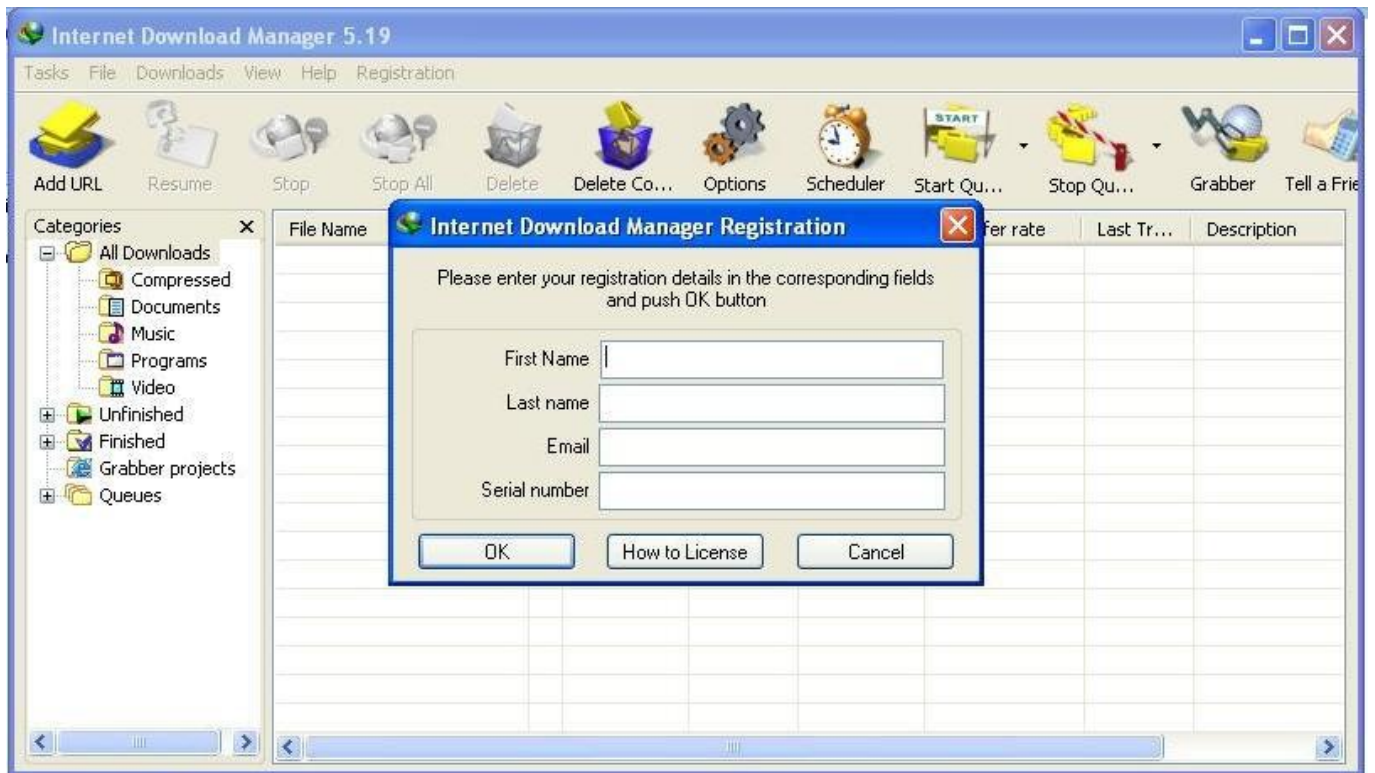 Internet Download Manager 5.19
Tasks File Downloads View Help Registration
START
Add URL Resume Stop Stop All Delete Delete Co... Options Scheduler Start Qu... Stop Qu... Grabber Tell a Frie
Categories
All Downloads
Compressed
Documents
Music
Programs
Video
Unfinished
Finished
Grabber projects
Queues
File Name fer rate Last Tr... Description
Internet Download Manager Registration
Please enter your registration details in the corresponding fields
and push OK button
First Name
Last name
Email
Serial number
OK How to License Cancel